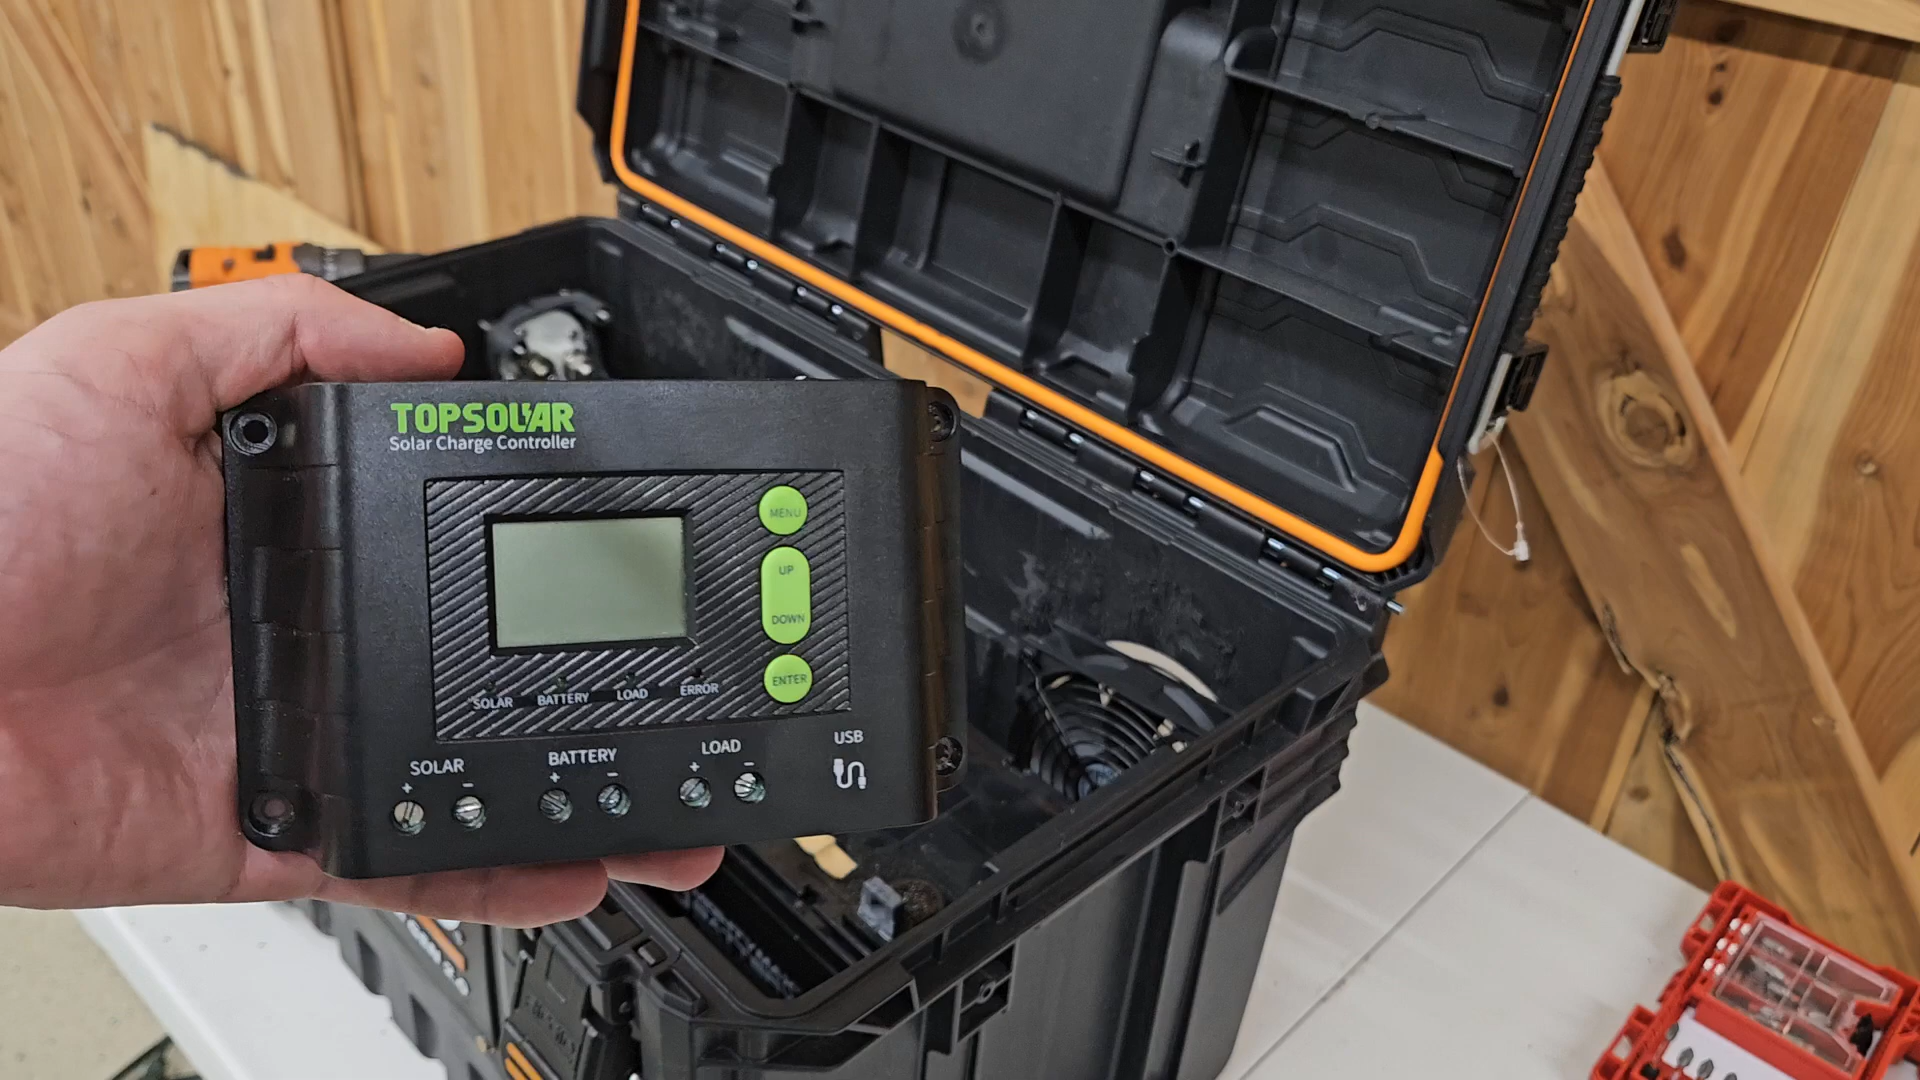 TOPSOLAR
Solar Charge Controller
MENU
UP
DOWN
ENTER
SOLAR BATTERY LOAD ERROR
SOLAR BATTERY LOAD USB
+ - + - + -